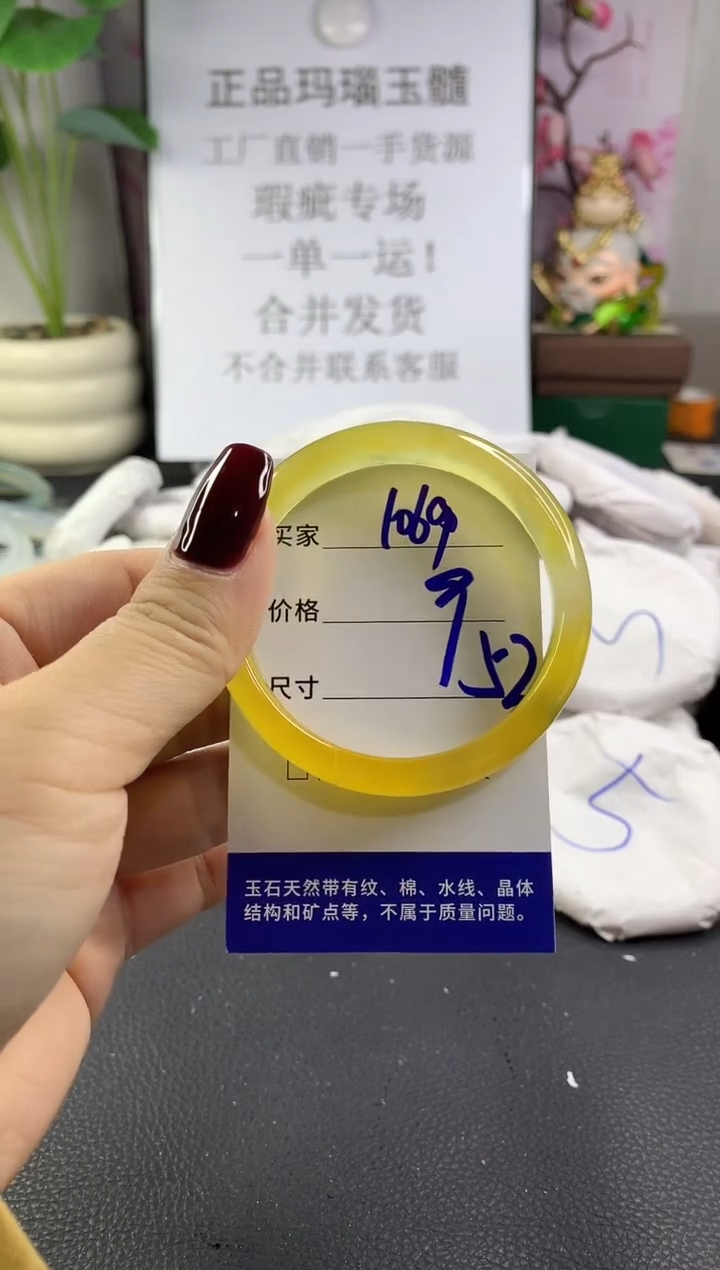 正品玛瑙玉髓
工厂直销一手货源
瑕疵专场
一单一运！
合并发货
不合并联系客服
买家 1069
价格
尺寸 52
玉石天然带有纹、棉、水线、晶体
结构和矿点等，不属于质量问题。
5